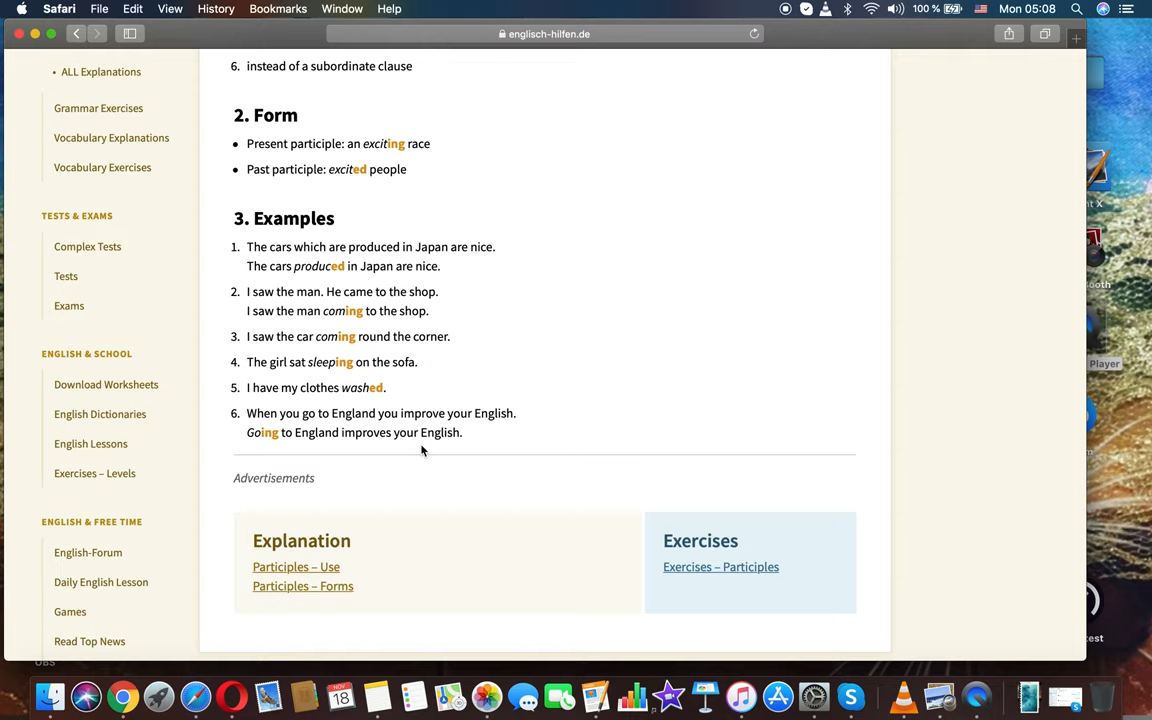 Safari File Edit View History Bookmarks Window Help 100 % Mon 05:08
englisch-hilfen.de
• ALL Explanations
Grammar Exercises
Vocabulary Explanations
Vocabulary Exercises
TESTS & EXAMS
Complex Tests
Tests
Exams
ENGLISH & SCHOOL
Download Worksheets
English Dictionaries
English Lessons
Exercises – Levels
ENGLISH & FREE TIME
English-Forum
Daily English Lesson
Games
Read Top News
6. instead of a subordinate clause
2. Form
• Present participle: an exciting race
• Past participle: excited people
3. Examples
1. The cars which are produced in Japan are nice.
The cars produced in Japan are nice.
2. I saw the man. He came to the shop.
I saw the man coming to the shop.
3. I saw the car coming round the corner.
4. The girl sat sleeping on the sofa.
5. I have my clothes washed.
6. When you go to England you improve your English.
Going to England improves your English.
Advertisements
Explanation
Participles – Use
Participles – Forms
Exercises
Exercises – Participles
Player
OBS
NOV
18